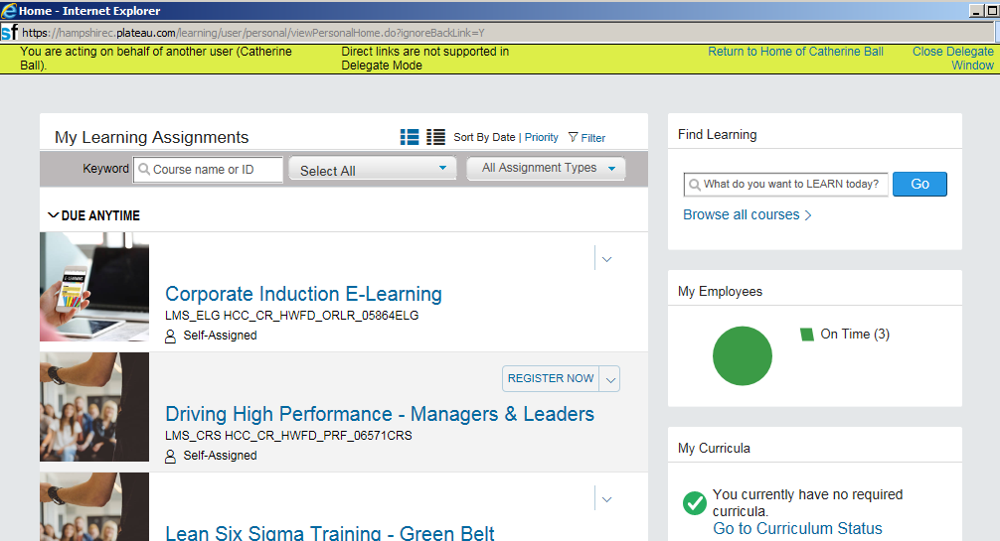 Home - Internet Explorer
sf https://hampshirec.plateau.com/learning/user/personal/viewPersonalHome.do?ignoreBackLink=Y
You are acting on behalf of another user (Catherine
Ball).
Direct links are not supported in
Delegate Mode
Return to Home of Catherine Ball
Close Delegate
Window
My Learning Assignments
Sort By Date | Priority
Filter
Keyword
Course name or ID
Select All
All Assignment Types
DUE ANYTIME
Corporate Induction E-Learning
LMS_ELG HCC_CR_HWFD_ORLR_05864ELG
Self-Assigned
REGISTER NOW
Driving High Performance - Managers & Leaders
LMS_CRS HCC_CR_HWFD_PRF_06571CRS
Self-Assigned
Lean Six Sigma Training - Green Belt
Find Learning
What do you want to LEARN today?
Go
Browse all courses >
My Employees
On Time (3)
My Curricula
You currently have no required
curricula.
Go to Curriculum Status